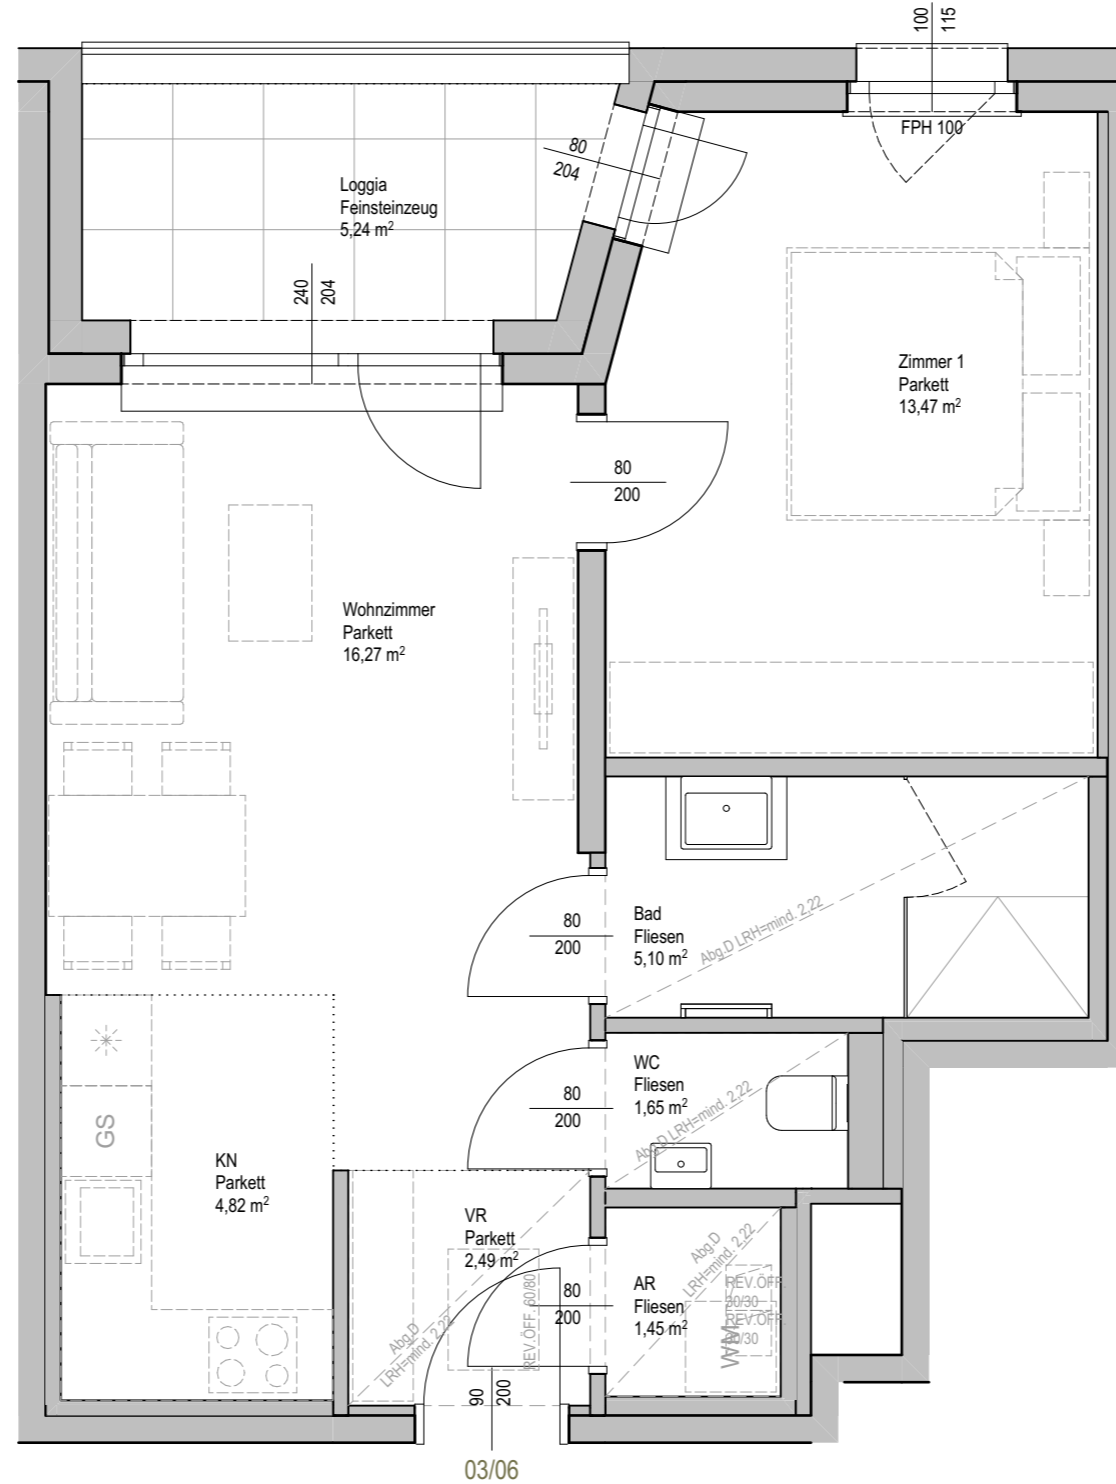 100
115
FPH 100
80
204
Loggia
Feinsteinzeug
5,24 m²
240
204
Zimmer 1
Parkett
13,47 m²
80
200
Wohnzimmer
Parkett
16,27 m²
80
200
Bad
Fliesen
5,10 m²
Abg.D LRH=mind. 2,22
GS
80
200
WC
Fliesen
1,65 m²
Abg.D LRH=mind. 2,22
KN
Parkett
4,82 m²
VR
Parkett
2,49 m²
Abg.D
LRH=mind. 2,22
REV.ÖFF. 60/80
80
200
AR
Fliesen
1,45 m²
Abg.D
LRH=mind. 2,22
REV.ÖFF.
30/30
REV.ÖFF.
30/30
WM
90
200
03/06